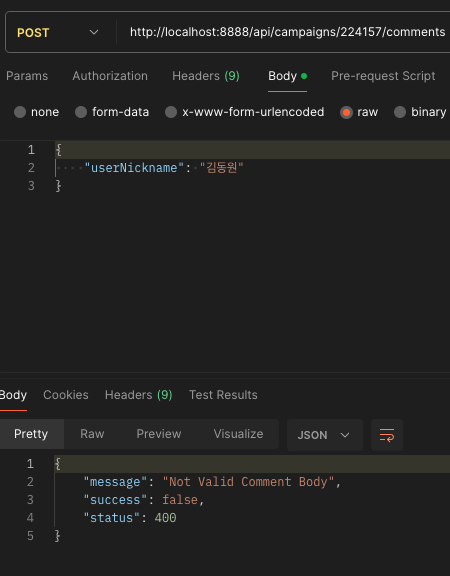 POST http://localhost:8888/api/campaigns/224157/comments
Params Authorization Headers (9) Body Pre-request Script
none form-data x-www-form-urlencoded raw binary
1 {
2 "userNickname": "김동원"
3 }
Body Cookies Headers (9) Test Results
Pretty Raw Preview Visualize JSON
1 {
2 "message": "Not Valid Comment Body",
3 "success": false,
4 "status": 400
5 }